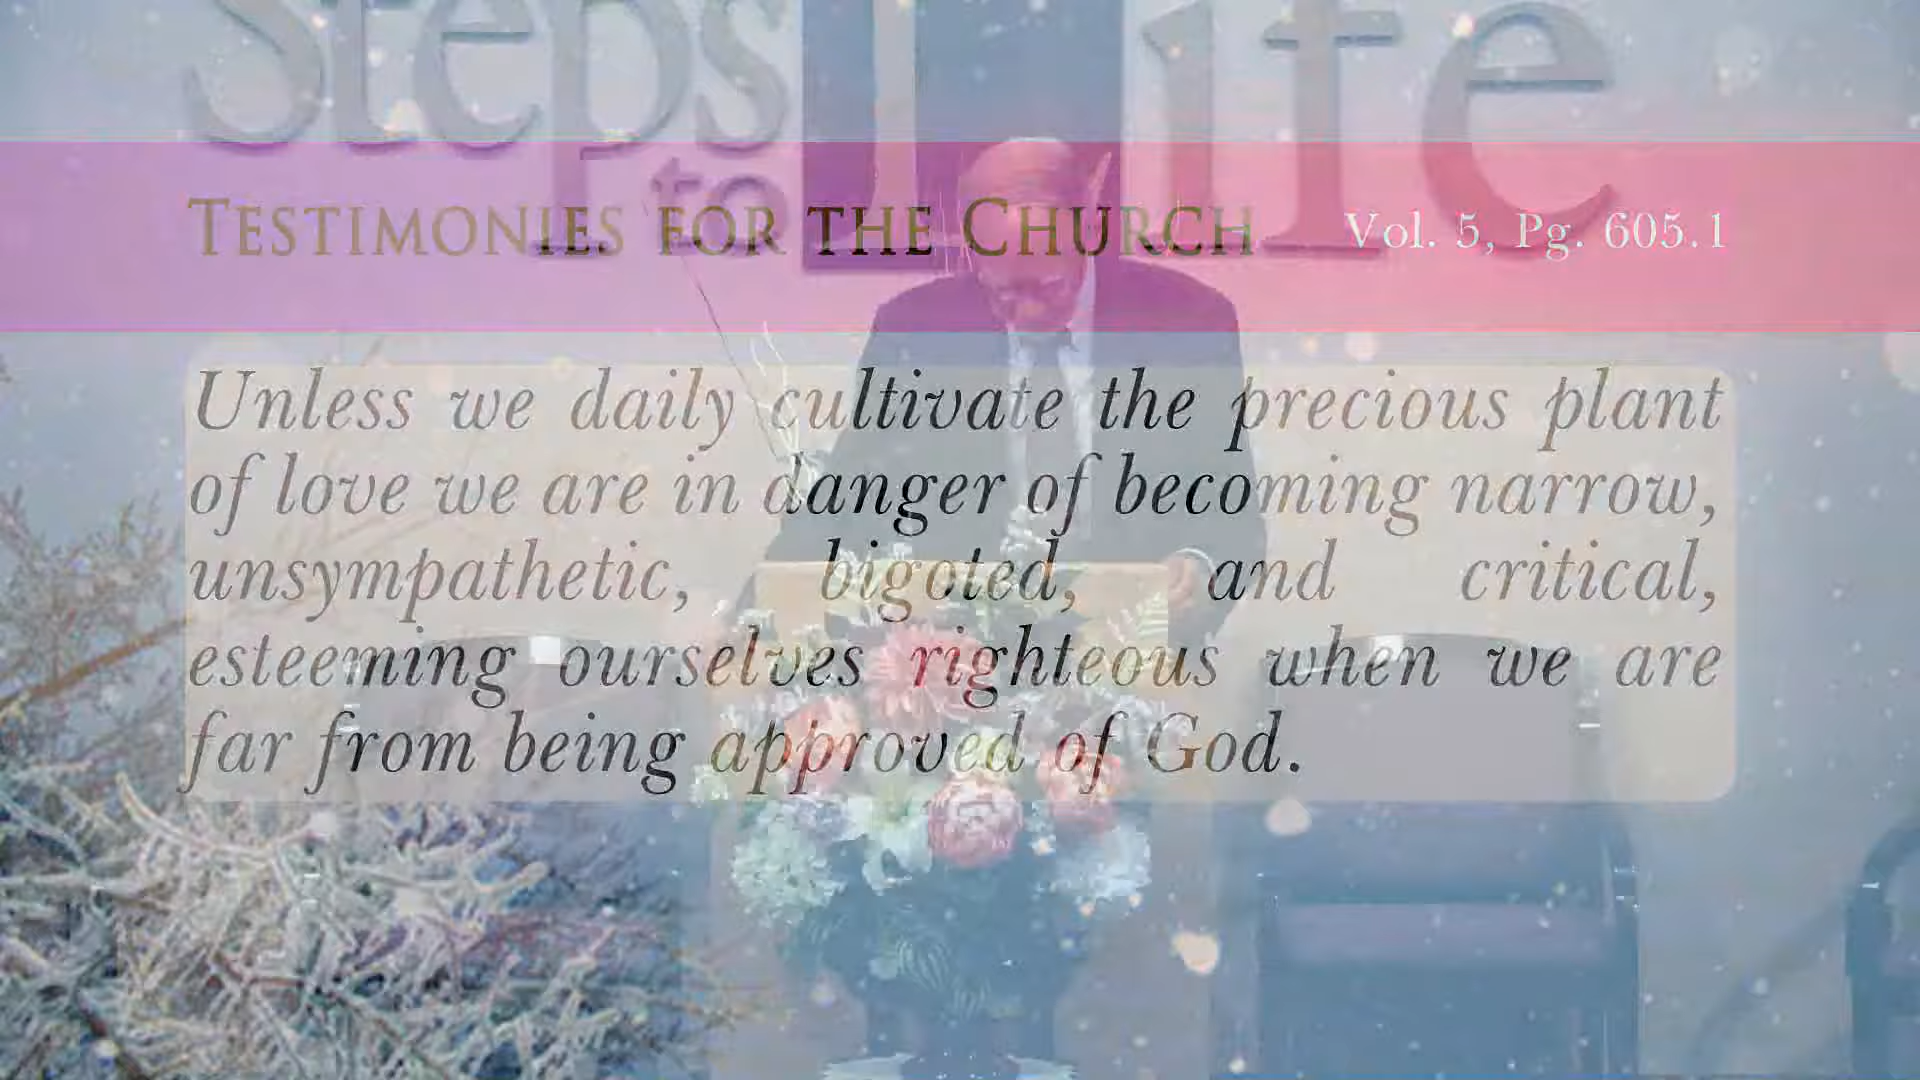 Steps Life
to
TESTIMONIES FOR THE CHURCH Vol. 5, Pg. 605.1
Unless we daily cultivate the precious plant
of love we are in danger of becoming narrow,
unsympathetic, bigoted, and critical,
esteeming ourselves righteous when we are
far from being approved of God.